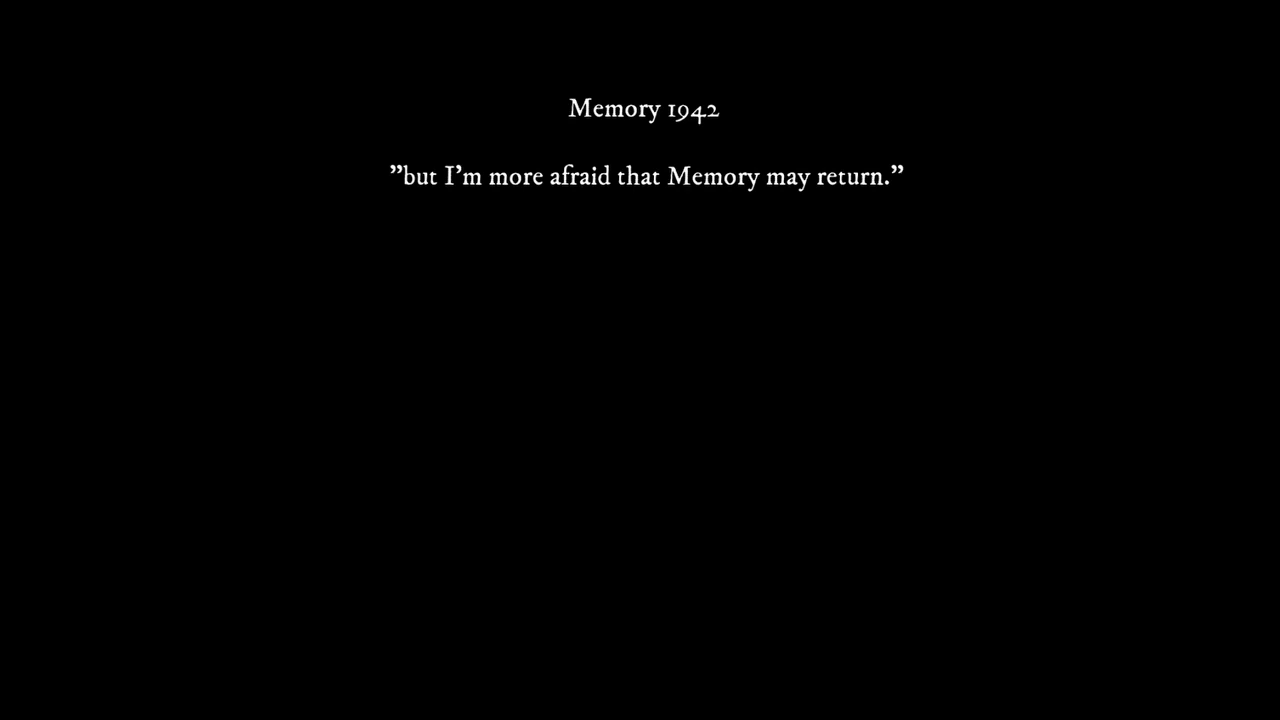 Memory 1942
”but I’m more afraid that Memory may return.”